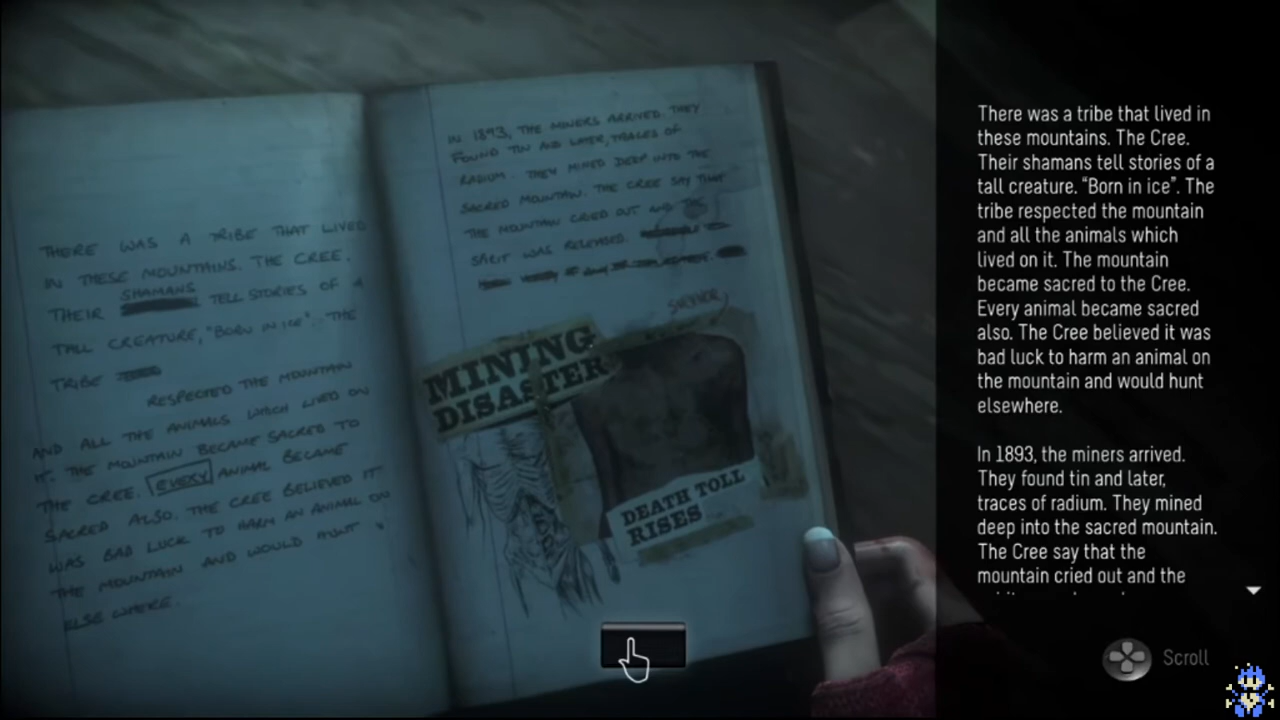 THERE WAS A TRIBE THAT LIVED
IN THESE MOUNTAINS. THE CREE.
SHAMANS
THEIR TELL STORIES OF A
TALL CREATURE, "BORN IN ICE". THE
TRIBE
RESPECTED THE MOUNTAIN
AND ALL THE ANIMALS WHICH LIVED ON
IT. THE MOUNTAIN BECAME SACRED TO
THE CREE. EVERY ANIMAL BECAME
SACRED ALSO. THE CREE BELIEVED IT
WAS BAD LUCK TO HARM AN ANIMAL ON
THE MOUNTAIN AND WOULD HUNT
ELSE WHERE.
IN 1893, THE MINERS ARRIVED. THEY
FOUND TIN AND LATER, TRACES OF
RADIUM. THEY MINED DEEP INTO THE
SACRED MOUNTAIN. THE CREE SAY THAT
THE MOUNTAIN CRIED OUT AND THE
SPIRIT WAS RELEASED.
MINING
DISASTER
DEATH TOLL
RISES
There was a tribe that lived in
these mountains. The Cree.
Their shamans tell stories of a
tall creature. "Born in ice". The
tribe respected the mountain
and all the animals which
lived on it. The mountain
became sacred to the Cree.
Every animal became sacred
also. The Cree believed it was
bad luck to harm an animal on
the mountain and would hunt
elsewhere.
In 1893, the miners arrived.
They found tin and later,
traces of radium. They mined
deep into the sacred mountain.
The Cree say that the
mountain cried out and the
Scroll